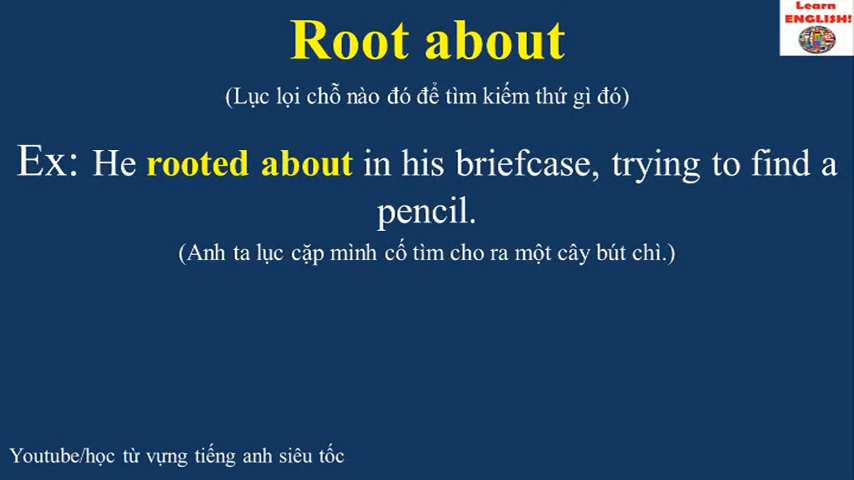 Root about
Learn
ENGLISH!
(Lục lọi chỗ nào đó để tìm kiếm thứ gì đó)
Ex: He rooted about in his briefcase, trying to find a
pencil.
(Anh ta lục cặp mình cố tìm cho ra một cây bút chì.)
Youtube/học từ vựng tiếng anh siêu tốc